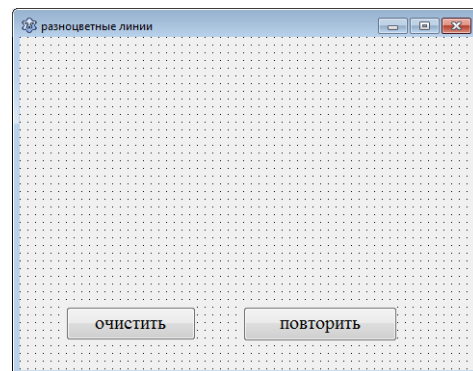 разноцветные линии
очистить
повторить